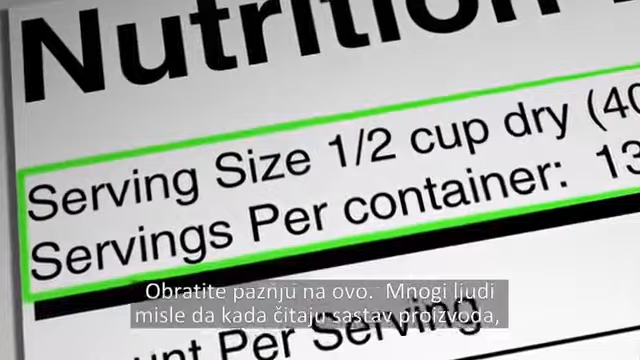 Nutrition
Serving Size 1/2 cup dry (40
Servings Per container: 13
Obratite paznju na ovo. Mnogi ljudi
misle da kada čitaju sastav proizvoda,
unt Per Serving